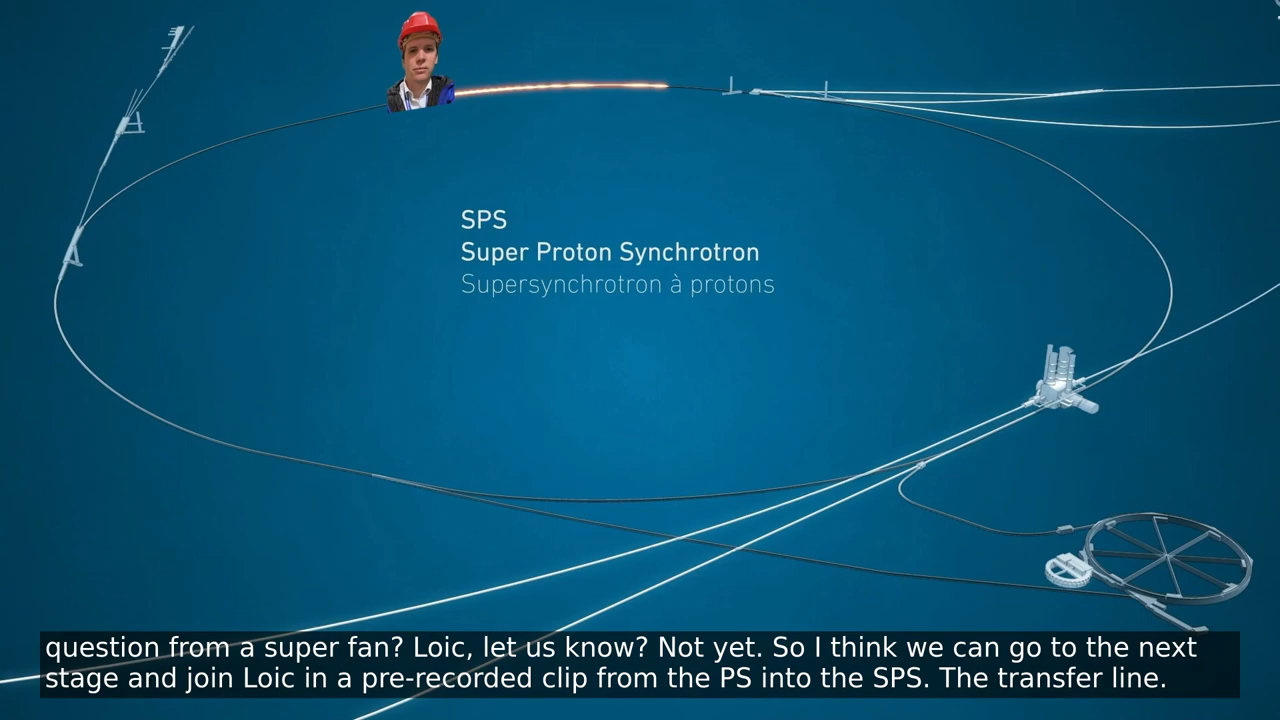 SPS
Super Proton Synchrotron
Supersynchrotron à protons
question from a super fan? Loic, let us know? Not yet. So I think we can go to the next
stage and join Loic in a pre-recorded clip from the PS into the SPS. The transfer line.